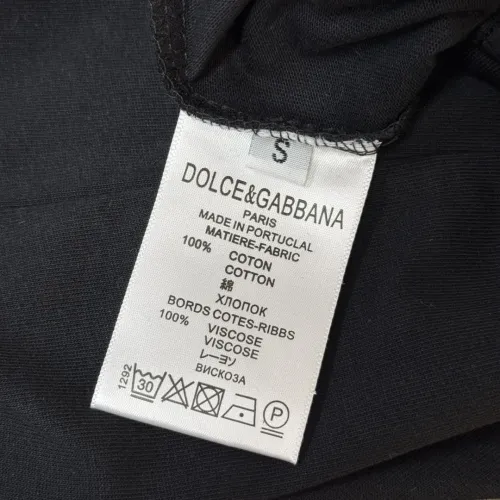 S
DOLCE&GABBANA
PARIS
MADE IN PORTUCLAL
MATIERE-FABRIC
100% COTON
COTTON
綿
ХЛОПОК
BORDS COTES-RIBBS
100% VISCOSE
VISCOSE
レーヨソ
ВИСКОЗА
1292
30
P